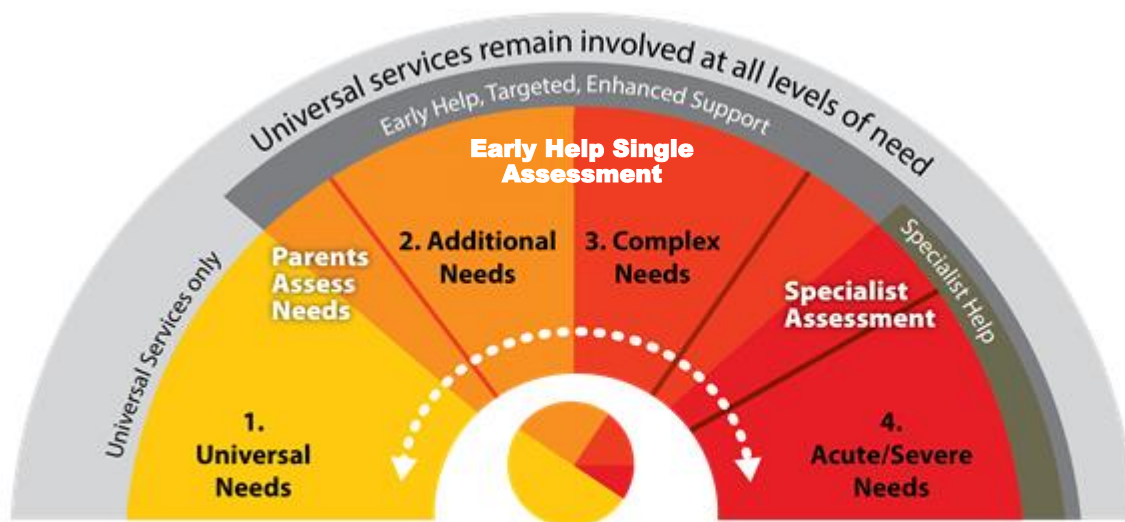 Universal services remain involved at all levels of need
Early Help, Targeted, Enhanced Support
Early Help Single
Assessment
Universal Services only
Parents
Assess
Needs
2. Additional
Needs
3. Complex
Needs
Specialist
Assessment
Specialist Help
1.
Universal
Needs
4.
Acute/Severe
Needs